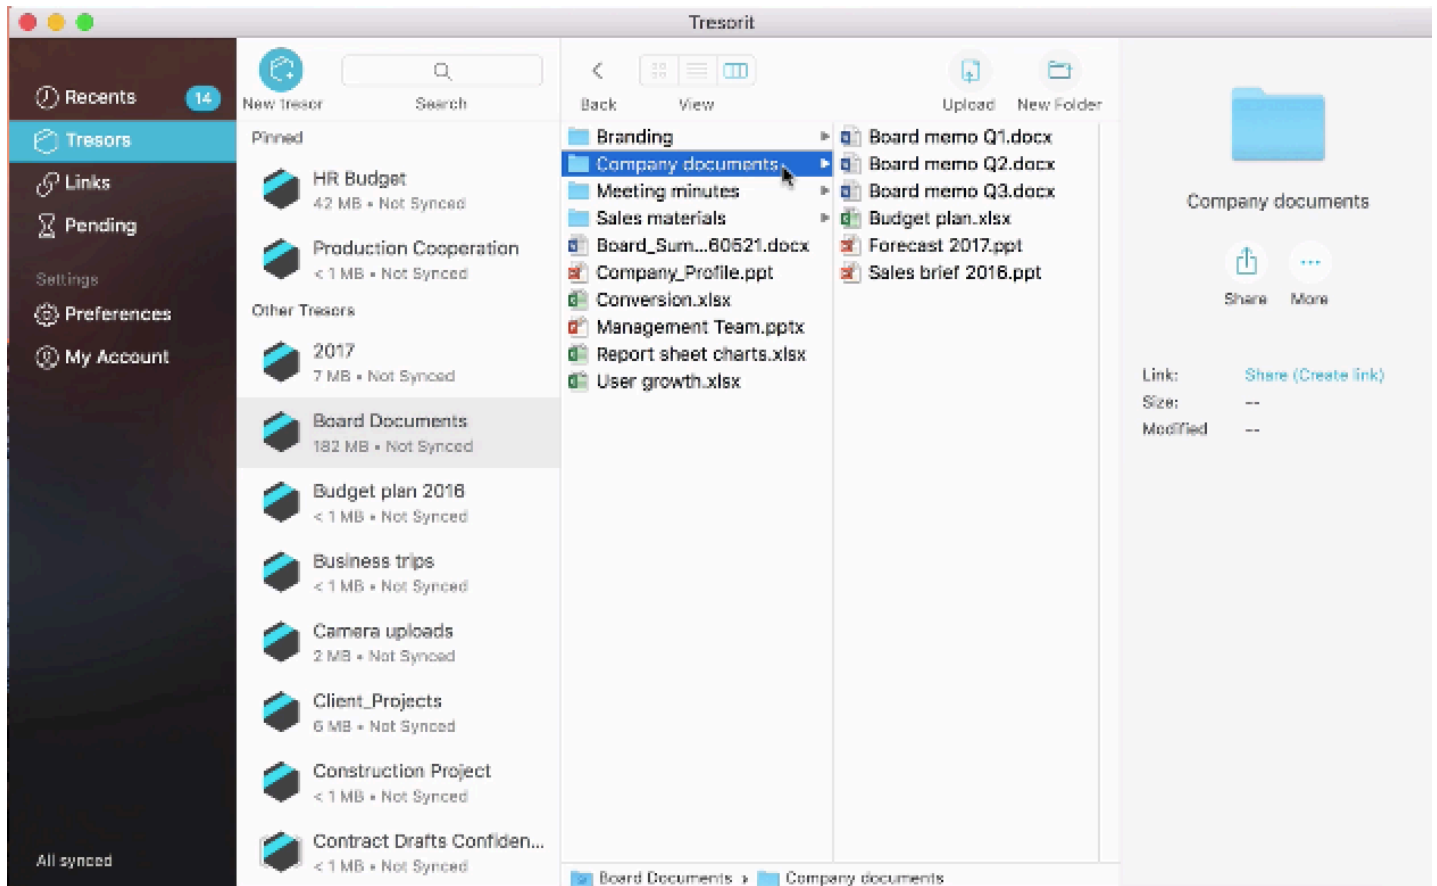 Tresorit
Recents 14
Tresors
Links
Pending
Settings
Preferences
My Account
All synced
New tresor
Search
Pinned
HR Budget
42 MB • Not Synced
Production Cooperation
< 1 MB • Not Synced
Other Tresors
2017
7 MB • Not Synced
Board Documents
182 MB • Not Synced
Budget plan 2016
< 1 MB • Not Synced
Business trips
< 1 MB • Not Synced
Camera uploads
2 MB • Not Synced
Client_Projects
6 MB • Not Synced
Construction Project
< 1 MB • Not Synced
Contract Drafts Confiden...
< 1 MB • Not Synced
Back View Upload New Folder
Branding
Company documents
Meeting minutes
Sales materials
Board_Sum...60521.docx
Company_Profile.ppt
Conversion.xlsx
Management Team.pptx
Report sheet charts.xlsx
User growth.xlsx
Board memo Q1.docx
Board memo Q2.docx
Board memo Q3.docx
Budget plan.xlsx
Forecast 2017.ppt
Sales brief 2016.ppt
Board Documents › Company documents
Company documents
Share More
Link: Share (Create link)
Size: --
Modified --